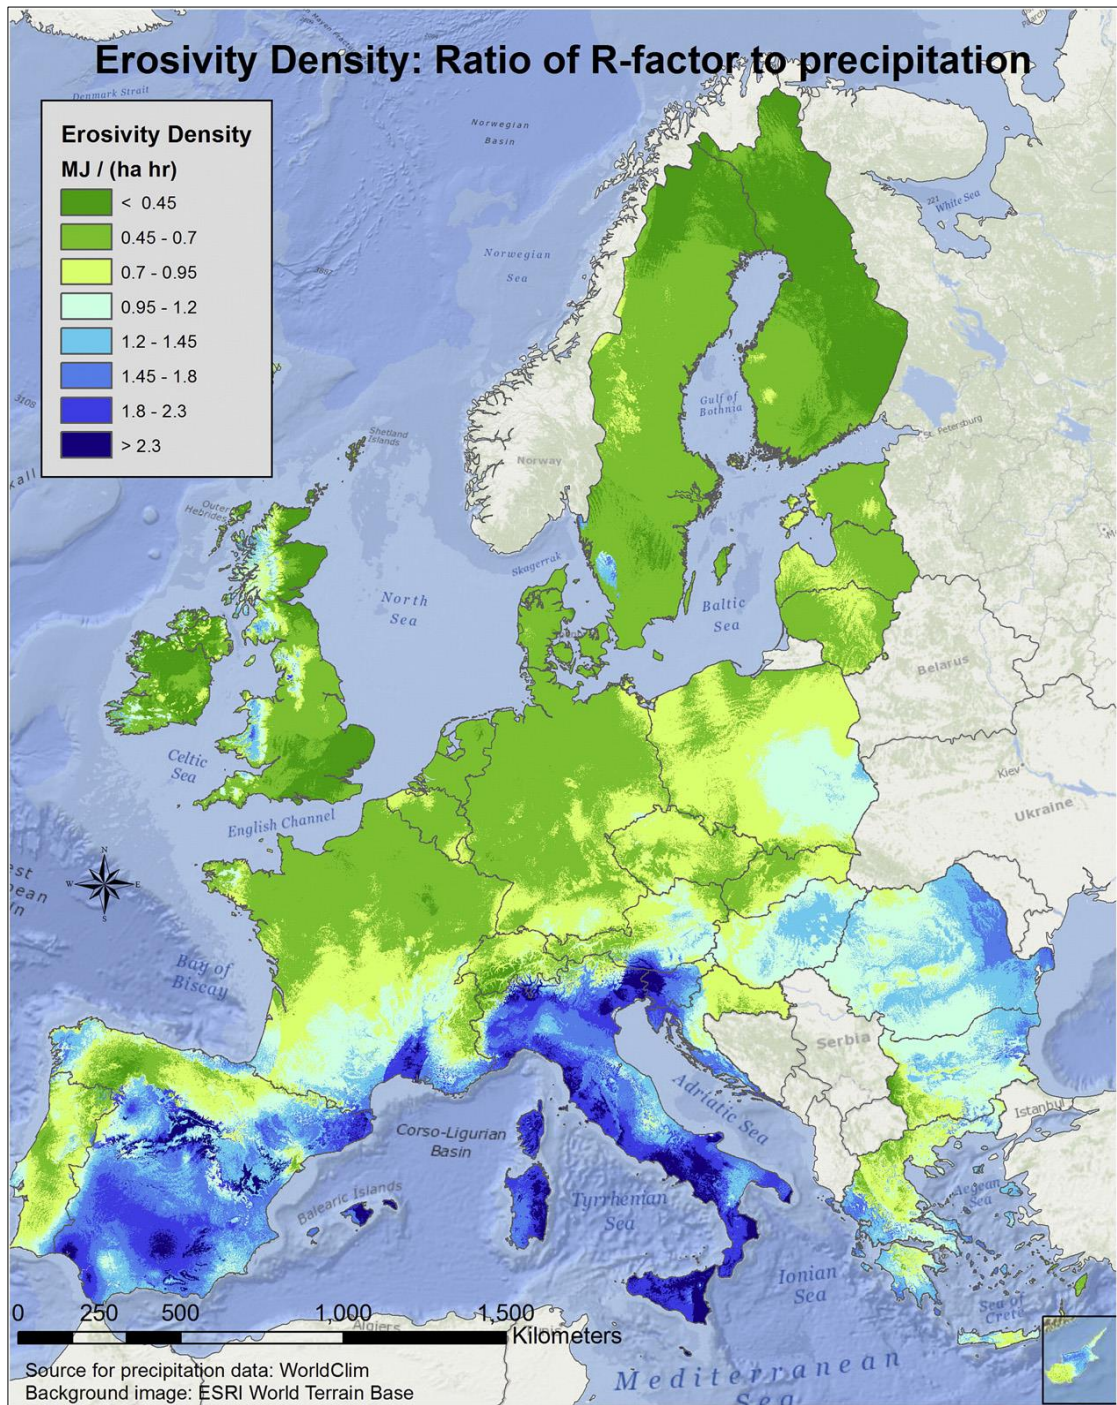 Erosivity Density: Ratio of R-factor to precipitation
Denmark Strait
Erosivity Density
MJ / (ha hr)
< 0.45
0.45 - 0.7
0.7 - 0.95
0.95 - 1.2
1.2 - 1.45
1.45 - 1.8
1.8 - 2.3
> 2.3
Norwegian
Basin
Norwegian
Sea
White Sea
Gulf of
Bothnia
St. Petersburg
Norway
Shetland
Islands
Outer
Hebrides
Skagerrak
North
Sea
Baltic
Sea
Belarus
Celtic
Sea
English Channel
Kiev
Ukraine
N
W
E
S
Bay of
Biscay
Serbia
Adriatic Sea
Istanbul
Corso-Ligurian
Basin
Balearic Islands
Tyrrhenian
Sea
Aegean
Sea
Ionian
Sea
Sea of
Crete
0 250 500 1,000 1,500
Kilometers
Algiers
Mediterranean
Sea
Source for precipitation data: WorldClim
Background image: ESRI World Terrain Base